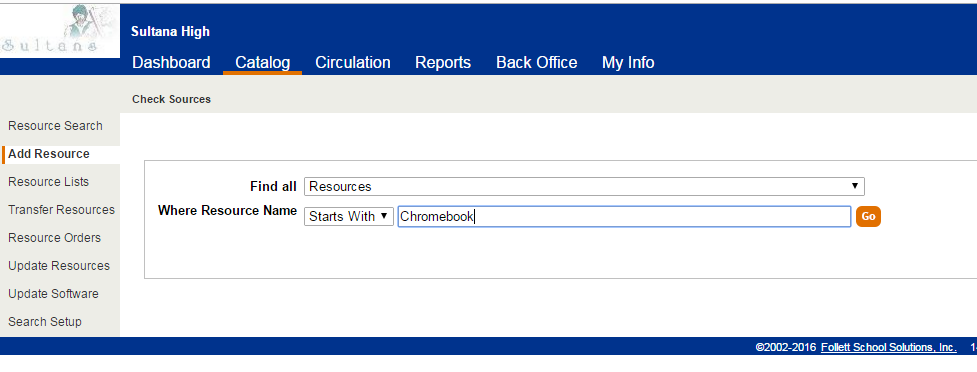 Sultans
Sultana High
Dashboard Catalog Circulation Reports Back Office My Info
Check Sources
Resource Search
Add Resource
Resource Lists
Transfer Resources
Resource Orders
Update Resources
Update Software
Search Setup
Find all Resources
Where Resource Name Starts With Chromebook Go
©2002-2016 Follett School Solutions, Inc.